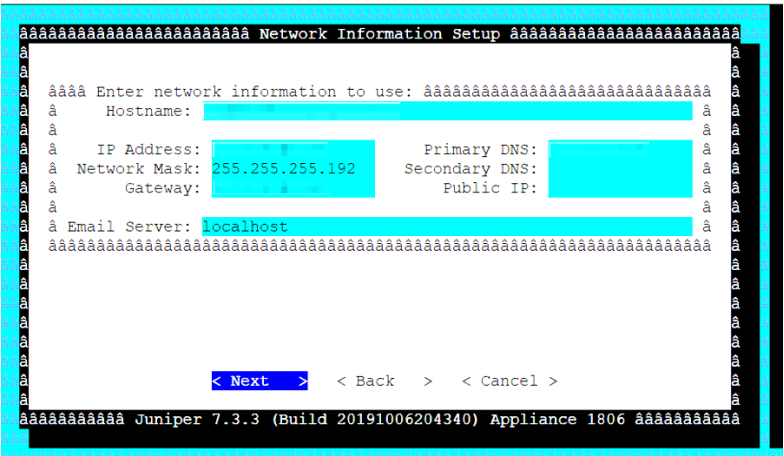 Network Information Setup
Enter network information to use:
Hostname:
IP Address: Primary DNS:
Network Mask: 255.255.255.192 Secondary DNS:
Gateway: Public IP:
Email Server: localhost
< Next > < Back > < Cancel >
Juniper 7.3.3 (Build 20191006204340) Appliance 1806